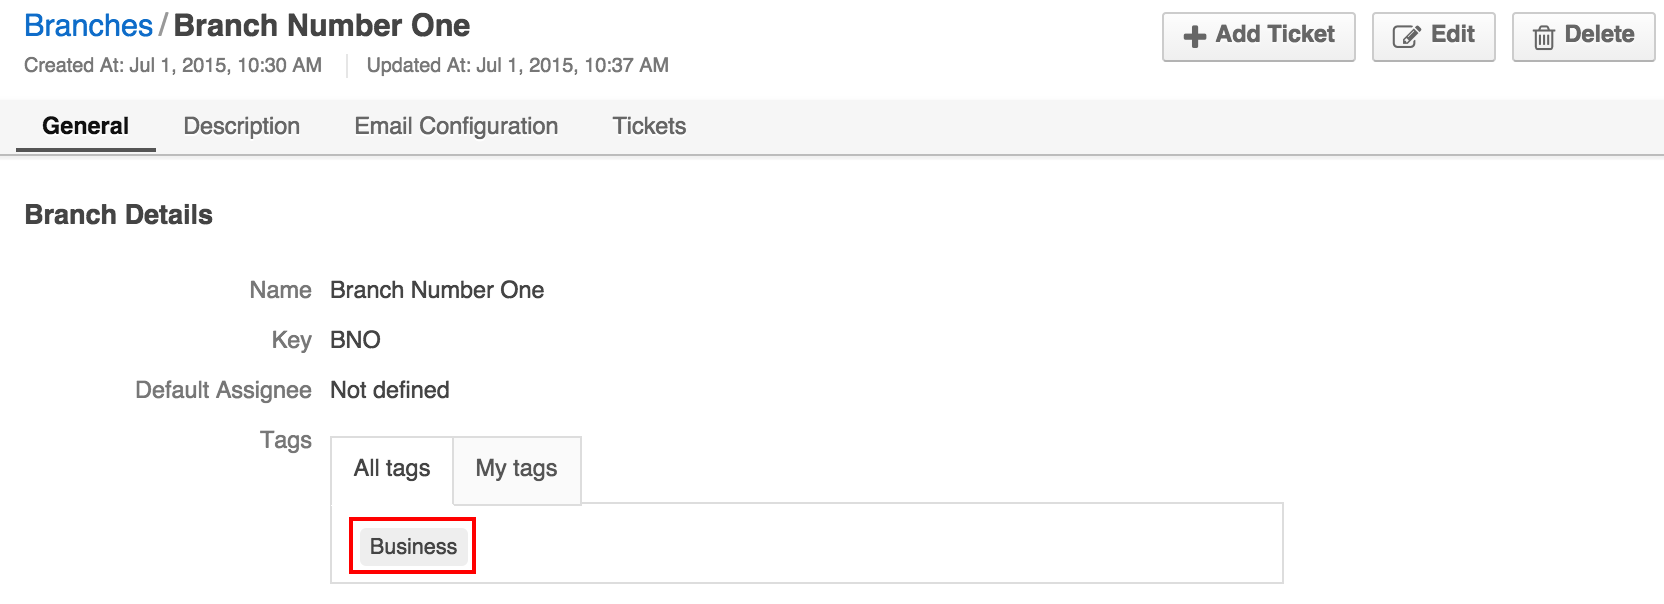 Branches / Branch Number One
Add Ticket
Edit
Delete
Created At: Jul 1, 2015, 10:30 AM
Updated At: Jul 1, 2015, 10:37 AM
General
Description
Email Configuration
Tickets
Branch Details
Name Branch Number One
Key BNO
Default Assignee Not defined
Tags
All tags
My tags
Business